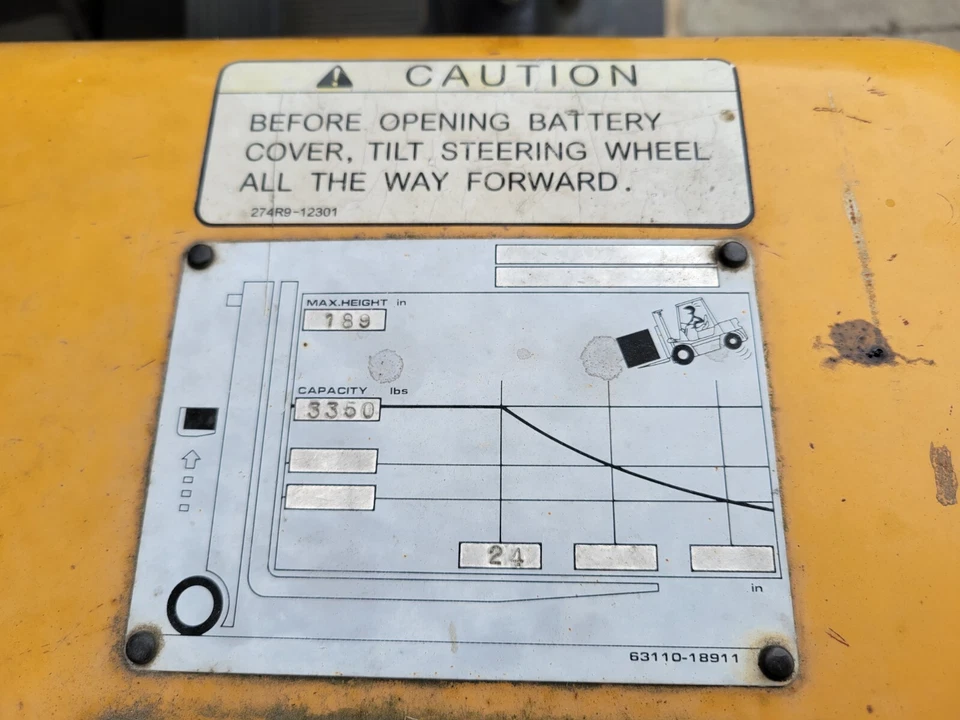 CAUTION
BEFORE OPENING BATTERY
COVER, TILT STEERING WHEEL
ALL THE WAY FORWARD.
274R9-12301
MAX.HEIGHT in
189
CAPACITY lbs
3350
24
in
63110-18911